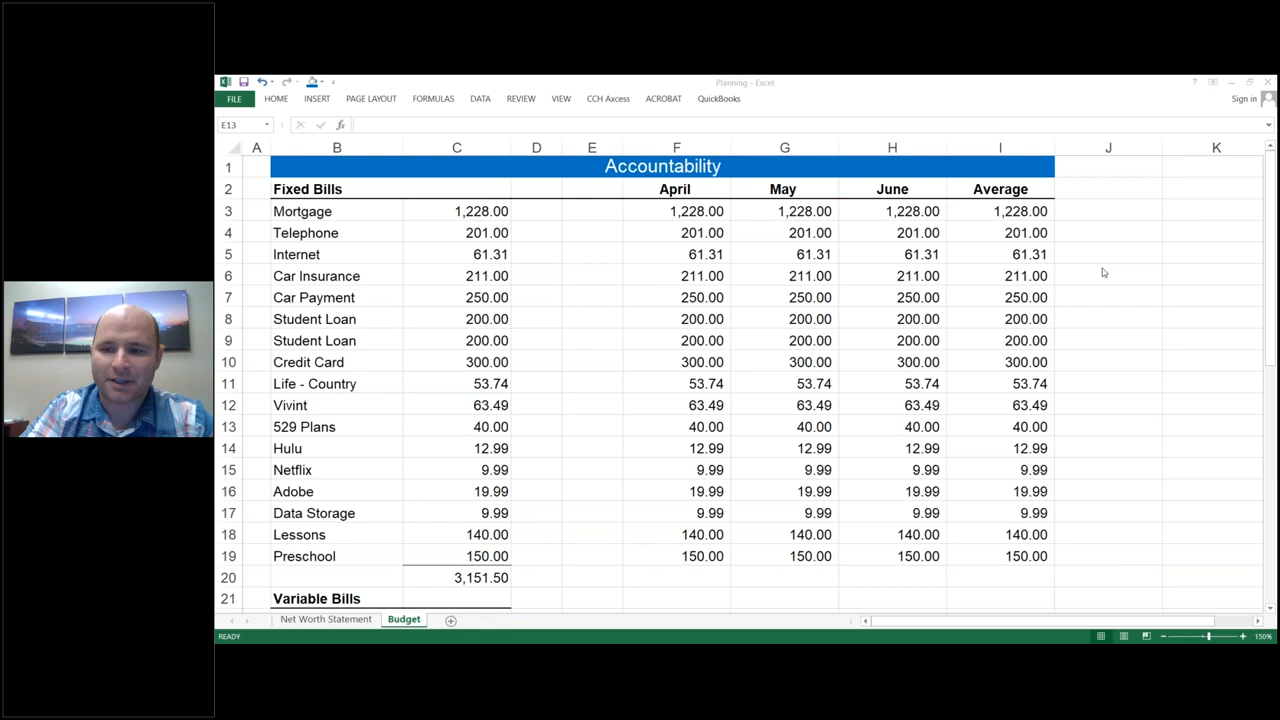 Planning - Excel
FILE HOME INSERT PAGE LAYOUT FORMULAS DATA REVIEW VIEW CCH Axcess ACROBAT QuickBooks Sign in
E13 fx
A B C D E F G H I J K
1 Accountability
2 Fixed Bills April May June Average
3 Mortgage 1,228.00 1,228.00 1,228.00 1,228.00 1,228.00
4 Telephone 201.00 201.00 201.00 201.00 201.00
5 Internet 61.31 61.31 61.31 61.31 61.31
6 Car Insurance 211.00 211.00 211.00 211.00 211.00
7 Car Payment 250.00 250.00 250.00 250.00 250.00
8 Student Loan 200.00 200.00 200.00 200.00 200.00
9 Student Loan 200.00 200.00 200.00 200.00 200.00
10 Credit Card 300.00 300.00 300.00 300.00 300.00
11 Life - Country 53.74 53.74 53.74 53.74 53.74
12 Vivint 63.49 63.49 63.49 63.49 63.49
13 529 Plans 40.00 40.00 40.00 40.00 40.00
14 Hulu 12.99 12.99 12.99 12.99 12.99
15 Netflix 9.99 9.99 9.99 9.99 9.99
16 Adobe 19.99 19.99 19.99 19.99 19.99
17 Data Storage 9.99 9.99 9.99 9.99 9.99
18 Lessons 140.00 140.00 140.00 140.00 140.00
19 Preschool 150.00 150.00 150.00 150.00 150.00
20 3,151.50
21 Variable Bills
Net Worth Statement Budget
READY 150%